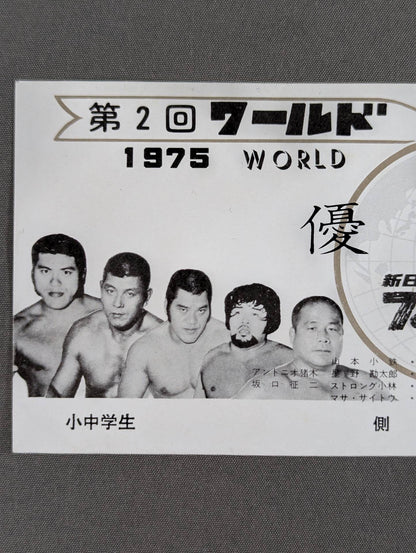 第2回 ワールド
1975 WORLD
優
新日
山本小鉄
アントニオ猪木 星野勘太郎
坂口征二 ストロング小林
マサ・サイトウ
小中学生 側